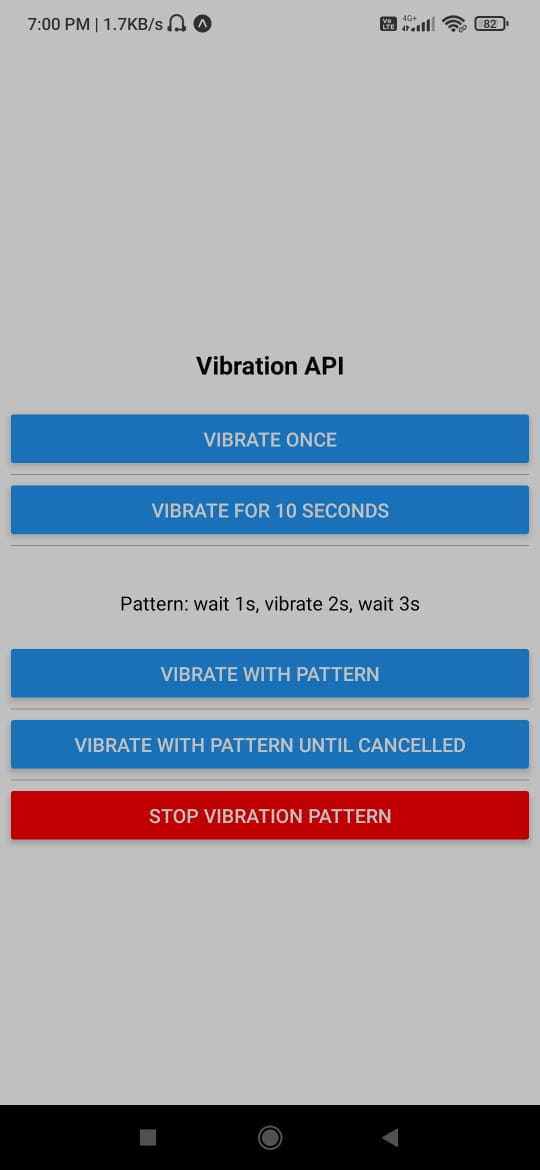 7:00 PM | 1.7KB/s
Vo LTE 4G+ 82
Vibration API
VIBRATE ONCE
VIBRATE FOR 10 SECONDS
Pattern: wait 1s, vibrate 2s, wait 3s
VIBRATE WITH PATTERN
VIBRATE WITH PATTERN UNTIL CANCELLED
STOP VIBRATION PATTERN